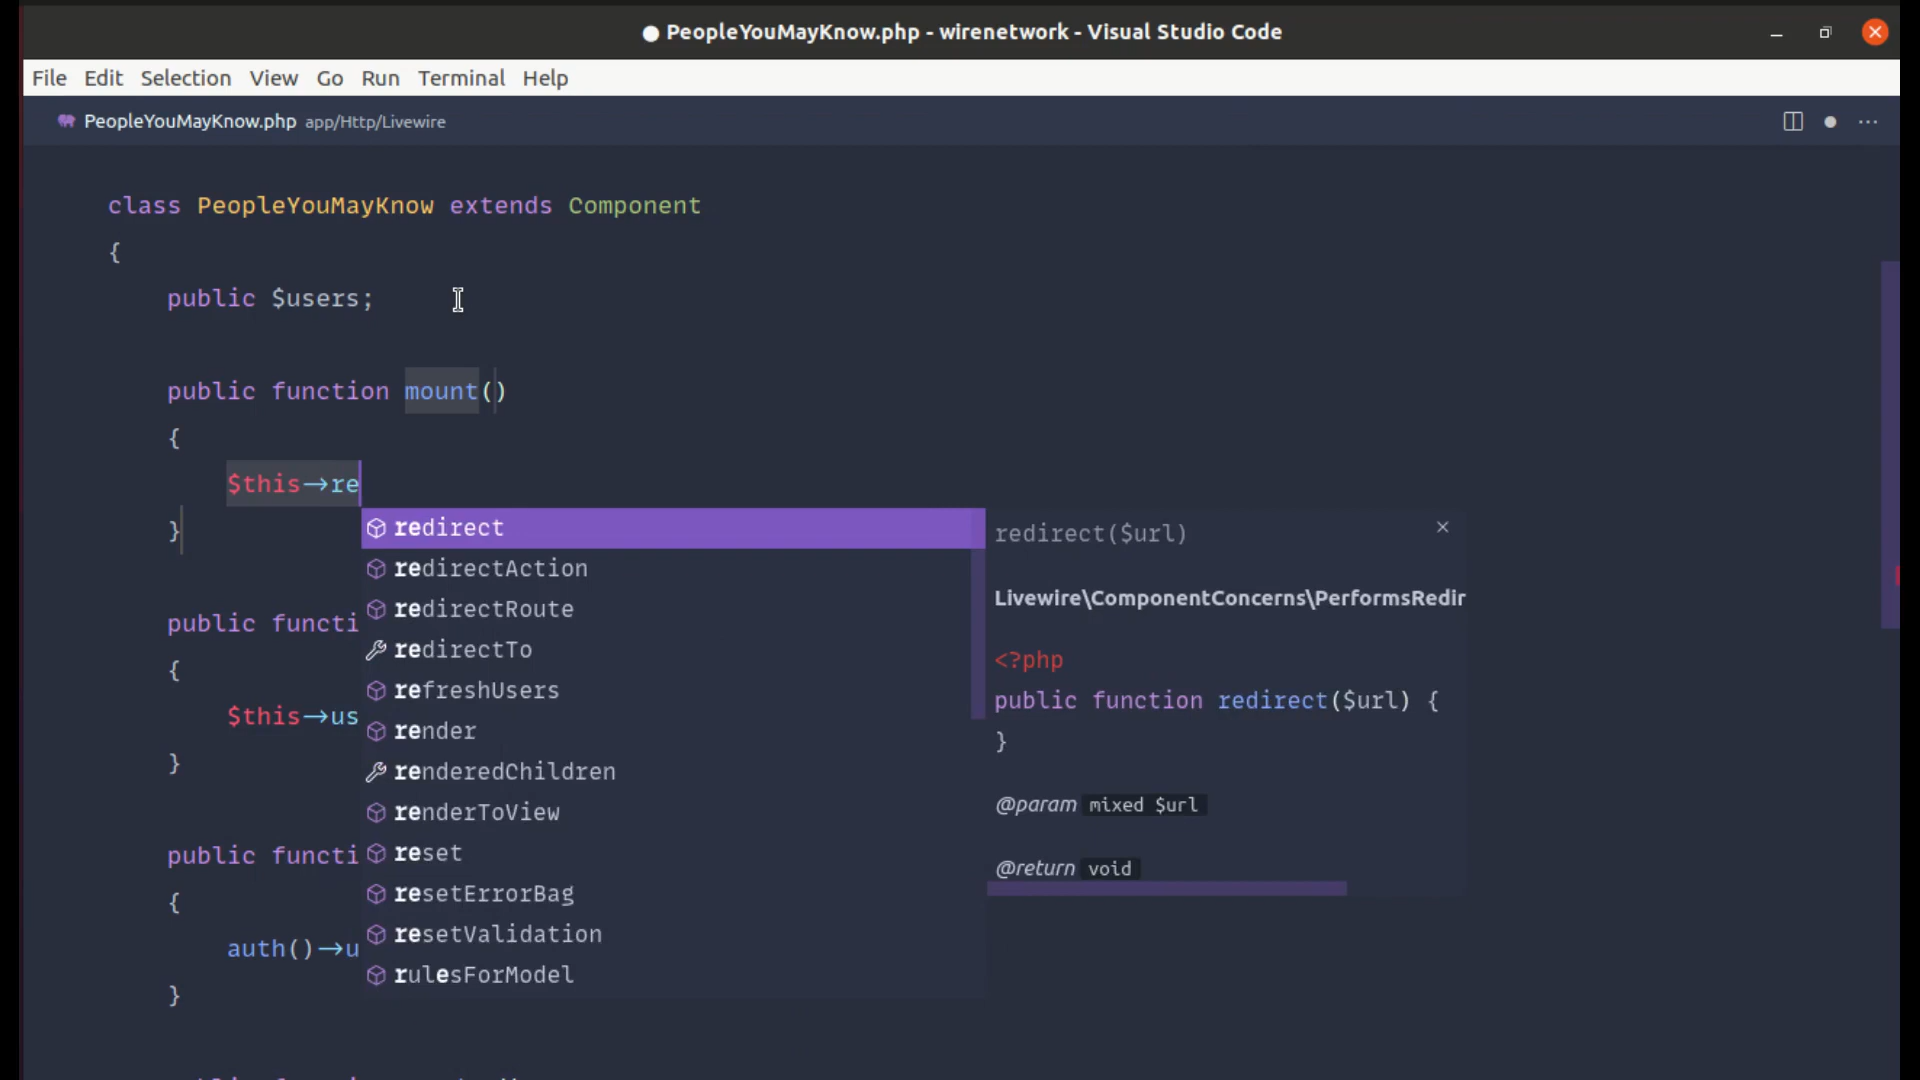 PeopleYouMayKnow.php - wirenetwork - Visual Studio Code
File Edit Selection View Go Run Terminal Help
PeopleYouMayKnow.php app/Http/Livewire
class PeopleYouMayKnow extends Component
{
public $users;
public function mount()
{
$this→re
}
public functi
{
$this→us
}
public functi
{
auth()→u
}
redirect
redirectAction
redirectRoute
redirectTo
refreshUsers
render
renderedChildren
renderToView
reset
resetErrorBag
resetValidation
rulesForModel
redirect($url)
Livewire\ComponentConcerns\PerformsRedir
<?php
public function redirect($url) {
}
@param mixed $url
@return void